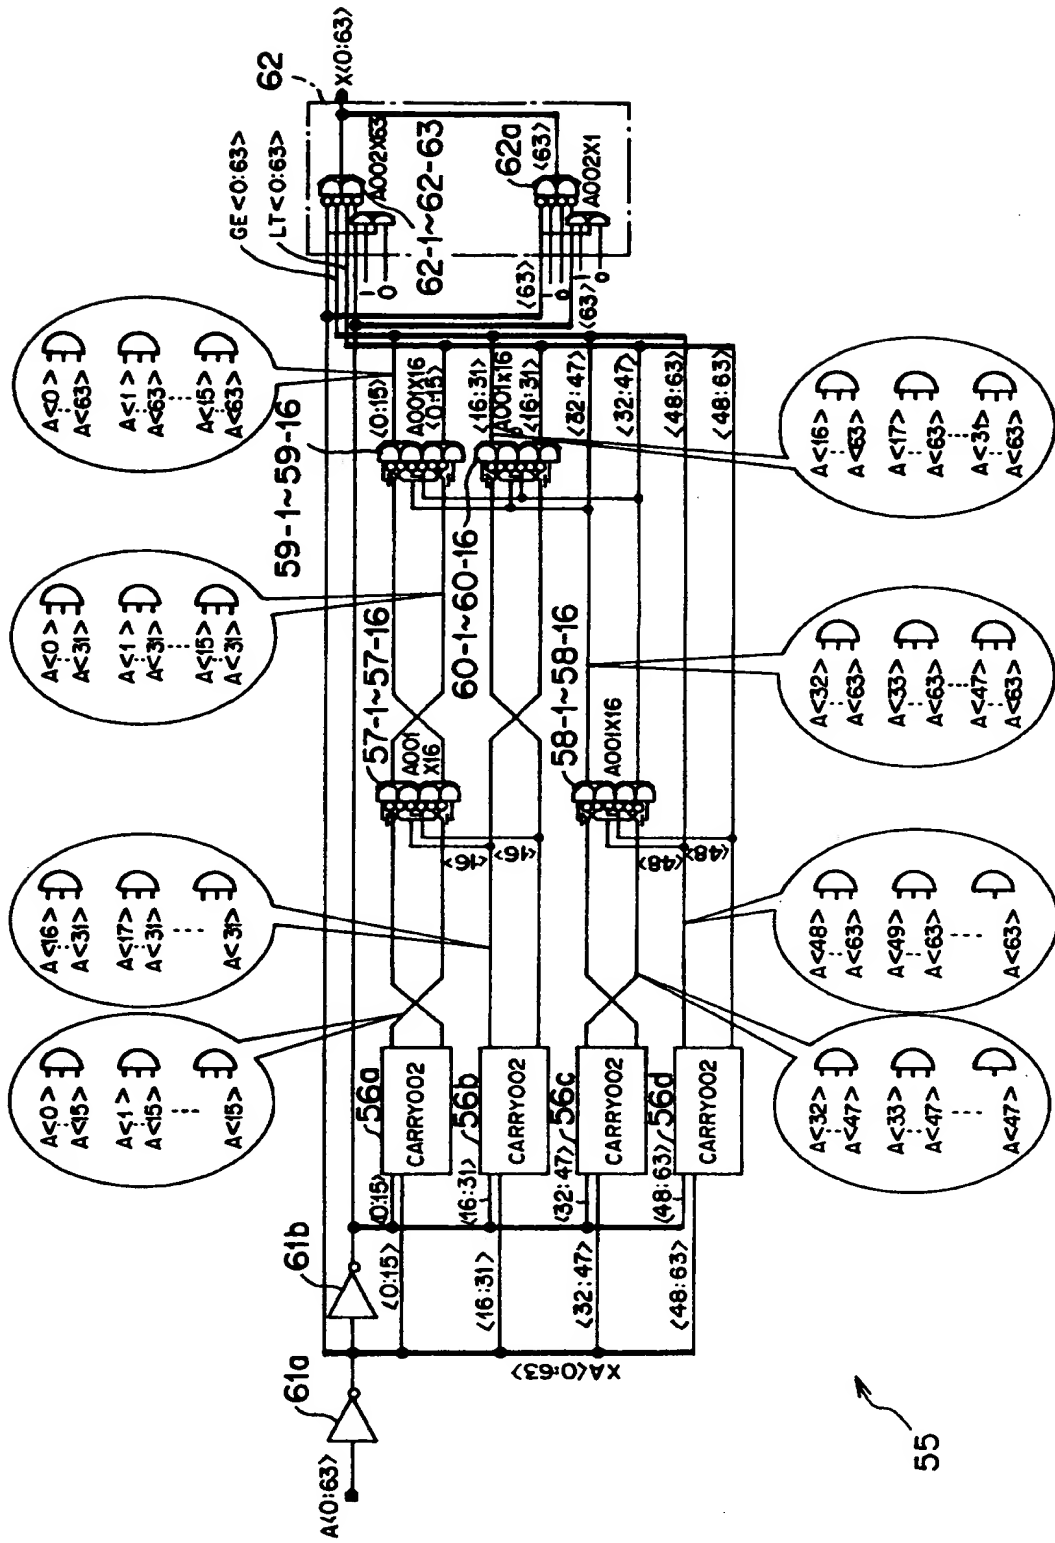 A<0> A<63>
A<1> A<63>
A<15> A<63>
A<0> A<31>
A<1> A<31>
A<15> A<31>
A<16> A<31>
A<17> A<31>
A<31>
A<0> A<15>
A<1> A<15>
A<15>
62
X<0:63>
GE<0:63>
LT<0:63>
A002X63
62-1~62-63
1
0
62a
<63>
A002X1
<63>
1
0
<63>
59-1~59-16
<0:15>
A001X16
<0:15>
<16:31>
A001X16
<16:31>
<32:47>
<32:47>
<48:63>
<48:63>
60-1~60-16
57-1~57-16
A001
X16
58-1~58-16
A001X16
<16>
<16>
<48>
<48>
56a
CARRY002
56b
CARRY002
56c
CARRY002
56d
CARRY002
<0:15>
<16:31>
<32:47>
<48:63>
<0:15>
<16:31>
<32:47>
<48:63>
61b
61a
A<0:63>
XA<0:63>
A<16> A<63>
A<17> A<63>
A<31> A<63>
A<32> A<63>
A<33> A<63>
A<47> A<63>
A<48> A<63>
A<49> A<63>
A<63>
A<32> A<47>
A<33> A<47>
A<47>
55